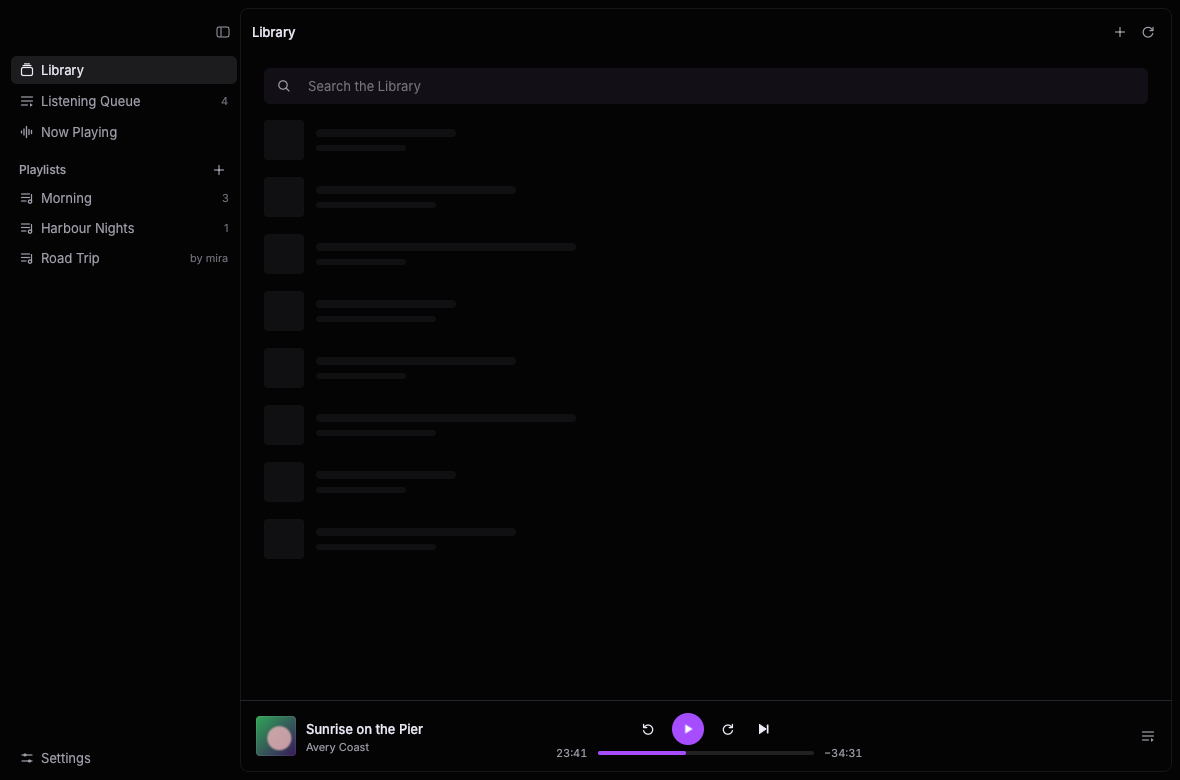 Library
Listening Queue 4
Now Playing
Playlists
Morning 3
Harbour Nights 1
Road Trip by mira
Settings
Library
Search the Library
Sunrise on the Pier
Avery Coast
23:41 −34:31